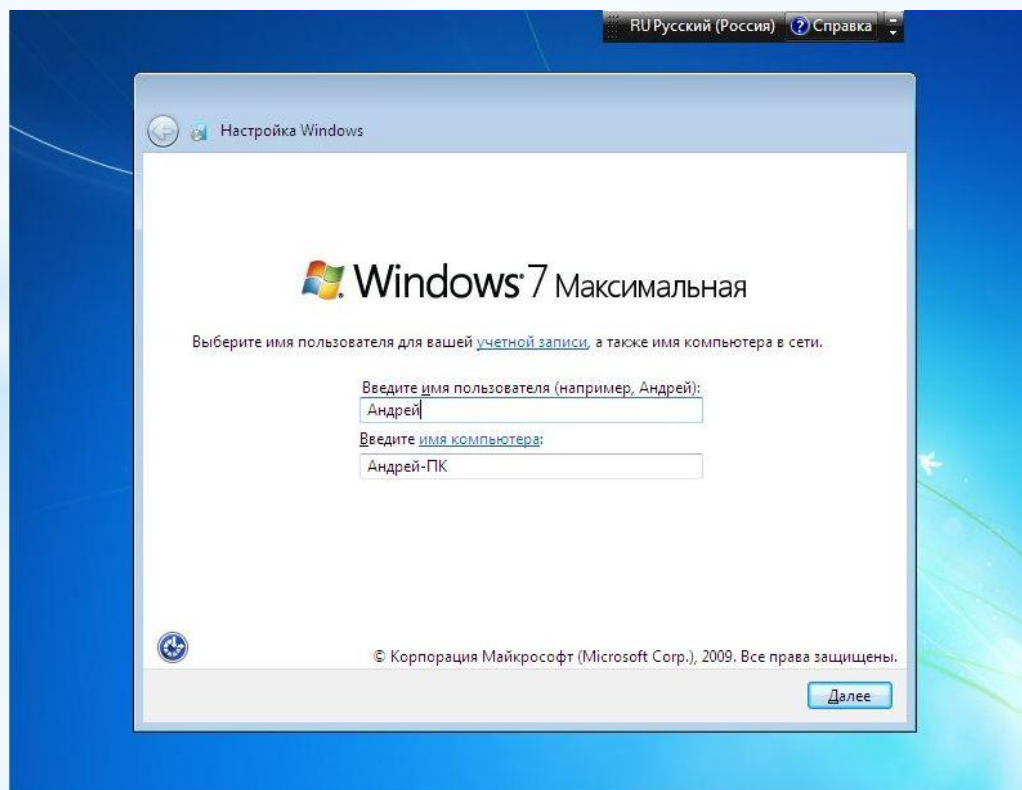 RU Русский (Россия) Справка
Настройка Windows
Windows 7 Максимальная
Выберите имя пользователя для вашей учетной записи, а также имя компьютера в сети.
Введите имя пользователя (например, Андрей):
Андрей
Введите имя компьютера:
Андрей-ПК
© Корпорация Майкрософт (Microsoft Corp.), 2009. Все права защищены.
Далее